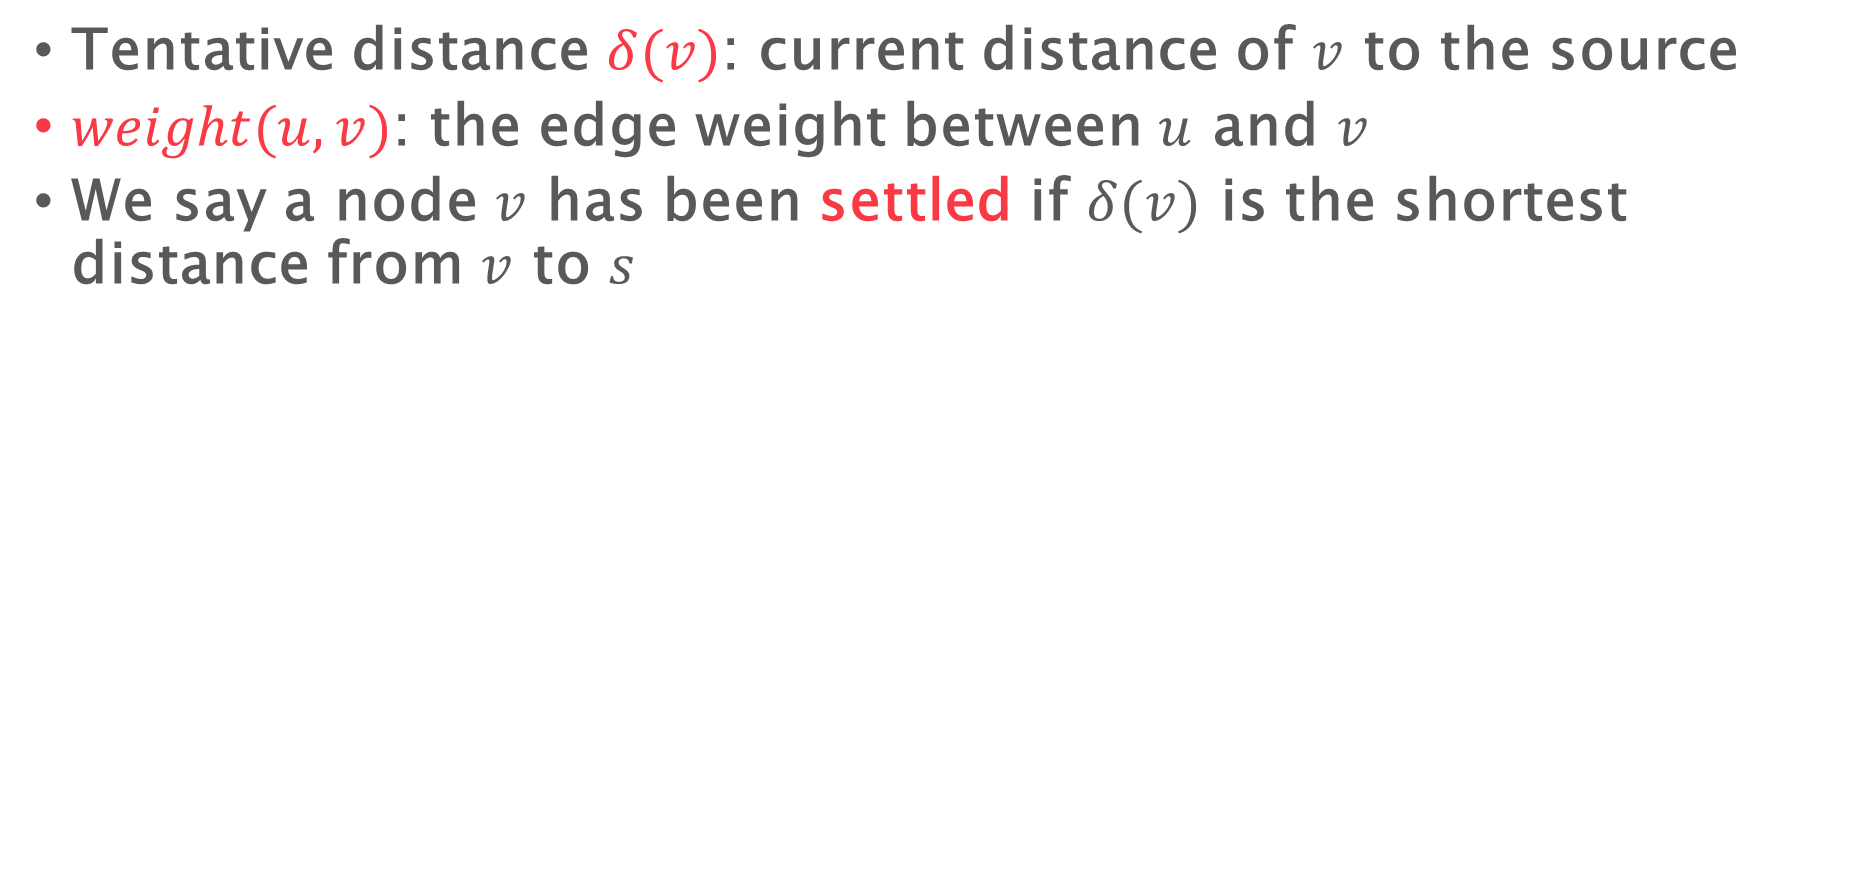 • Tentative distance δ(v): current distance of v to the source
• weight(u, v): the edge weight between u and v
• We say a node v has been settled if δ(v) is the shortest
distance from v to s